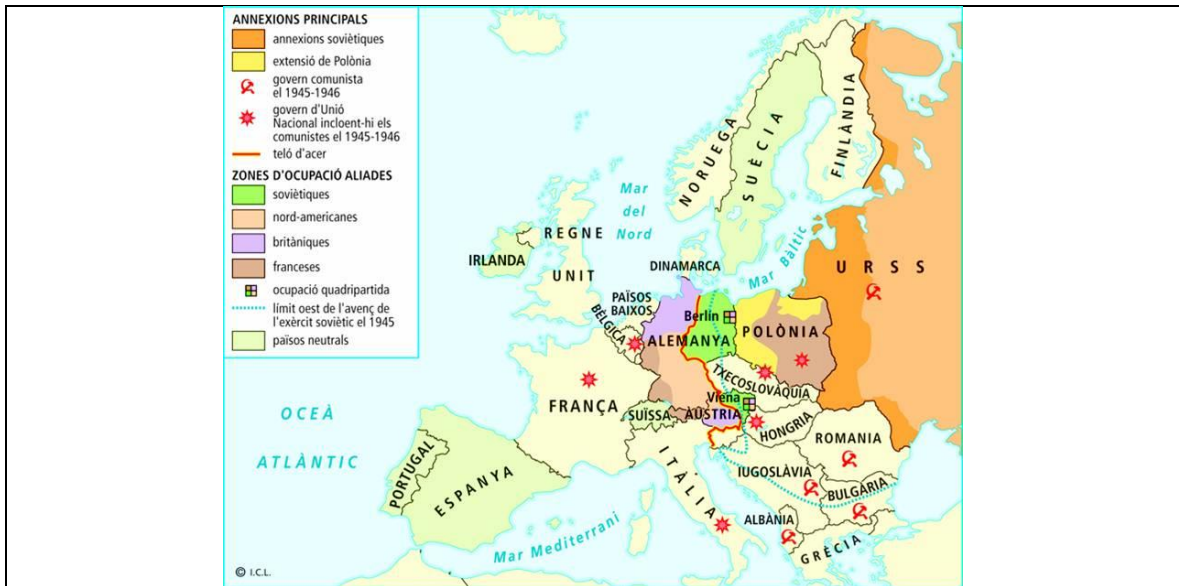 ANNEXIONS PRINCIPALS
annexions soviètiques
extensió de Polònia
govern comunista
el 1945-1946
govern d'Unió
Nacional incloent-hi els
comunistes el 1945-1946
teló d'acer
ZONES D'OCUPACIÓ ALIADES
soviètiques
nord-americanes
britàniques
franceses
ocupació quadripartida
límit oest de l'avenç de
l'exèrcit soviètic el 1945
països neutrals
NORUEGA
SUÈCIA
FINLÀNDIA
Mar
del
Nord
REGNE
UNIT
IRLANDA
DINAMARCA
Mar Bàltic
URSS
PAÏSOS
BAIXOS
BÈLGICA
Berlín
ALEMANYA
POLÒNIA
TXECOSLOVÀQUIA
Viena
FRANÇA
SUÏSSA
ÀUSTRIA
HONGRIA
ROMANIA
OCEÀ
ATLÀNTIC
PORTUGAL
ESPANYA
ITÀLIA
IUGOSLÀVIA
BULGÀRIA
ALBÀNIA
GRÈCIA
Mar Mediterrani
© I.C.L.